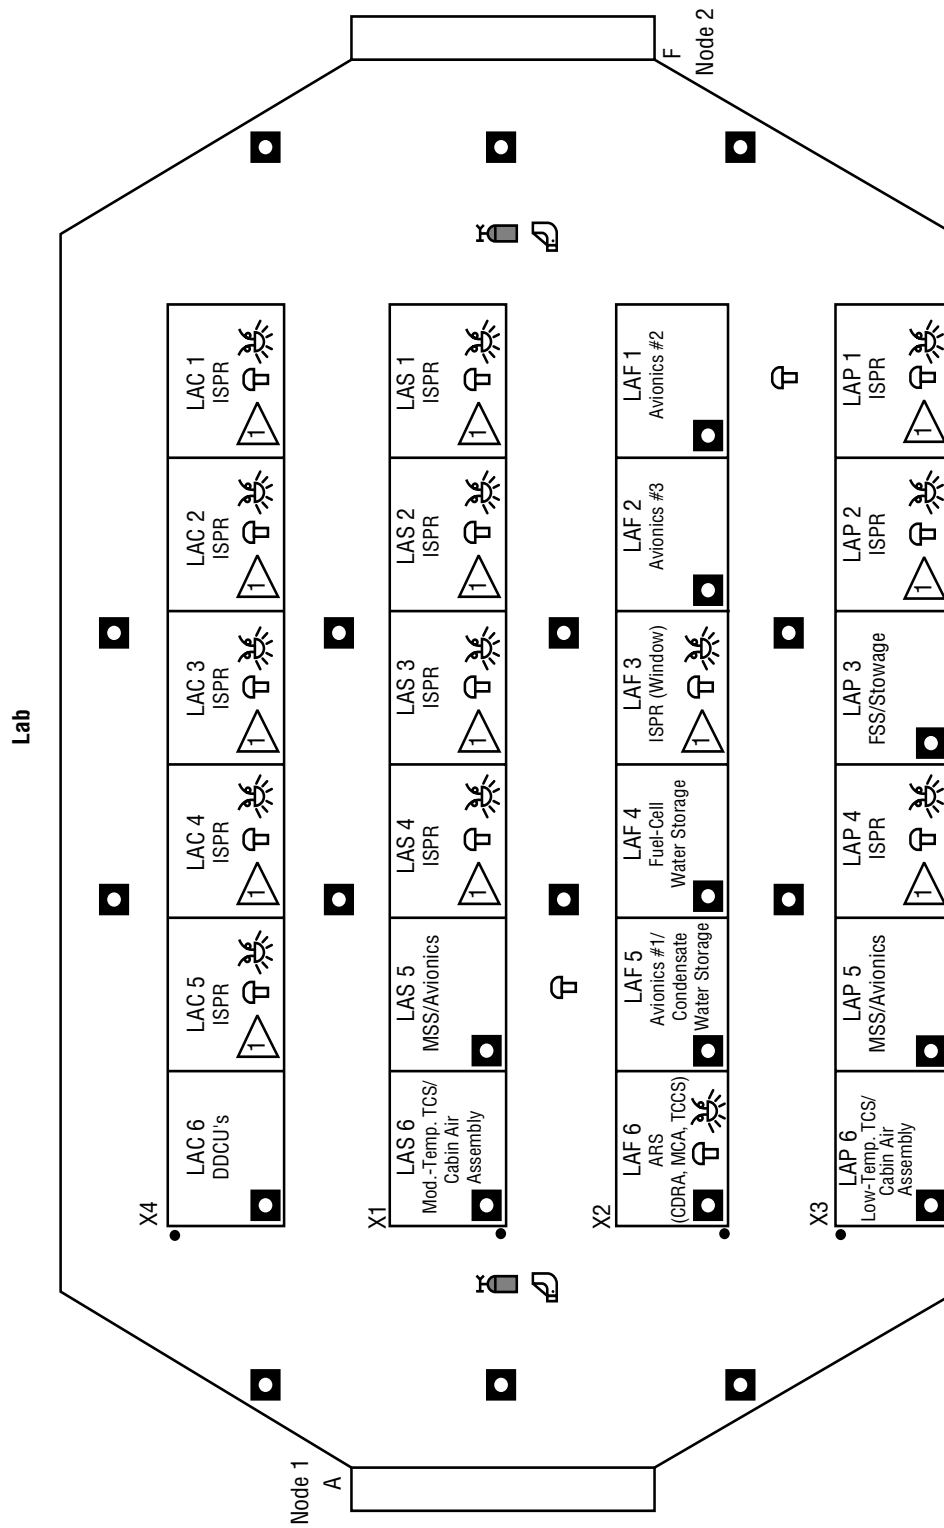 Lab
Node 1
A
F
Node 2
X4
LAC 6
DDCU's
LAC 5
ISPR
1
LAC 4
ISPR
1
LAC 3
ISPR
1
LAC 2
ISPR
1
LAC 1
ISPR
1
X1
LAS 6
Mod.-Temp. TCS/
Cabin Air
Assembly
LAS 5
MSS/Avionics
LAS 4
ISPR
1
LAS 3
ISPR
1
LAS 2
ISPR
1
LAS 1
ISPR
1
X2
LAF 6
ARS
(CDRA, MCA, TCCS)
LAF 5
Avionics #1/
Condensate
Water Storage
LAF 4
Fuel-Cell
Water Storage
LAF 3
ISPR (Window)
1
LAF 2
Avionics #3
LAF 1
Avionics #2
X3
LAP 6
Low-Temp. TCS/
Cabin Air
Assembly
LAP 5
MSS/Avionics
LAP 4
ISPR
1
LAP 3
FSS/Stowage
LAP 2
ISPR
1
LAP 1
ISPR
1